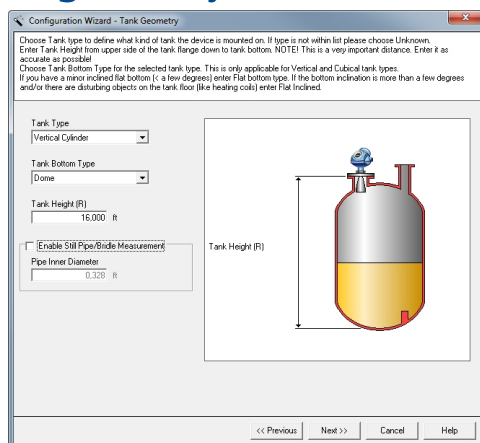 Configuration Wizard - Tank Geometry
Choose Tank type to define what kind of tank the device is mounted on. If type is not within list please choose Unknown.
Enter Tank Height from upper side of the tank flange down to tank bottom. NOTE! This is a very important distance. Enter it as
accurate as possible!
Choose Tank Bottom Type for the selected tank type. This is only applicable for Vertical and Cubical tank types.
If you have a minor inclined flat bottom (< a few degrees) enter Flat bottom type. If the bottom inclination is more than a few degrees
and/or there are disturbing objects on the tank floor (like heating coils) enter Flat Inclined.
Tank Type
Vertical Cylinder
Tank Bottom Type
Dome
Tank Height (R)
16,000 ft
Enable Still Pipe/Bridle Measurement
Pipe Inner Diameter
0,328 ft
Tank Height (R)
<< Previous
Next >>
Cancel
Help